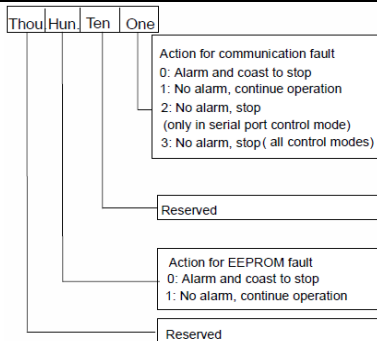 Thou. Hun. Ten One
Action for communication fault
0: Alarm and coast to stop
1: No alarm, continue operation
2: No alarm, stop
(only in serial port control mode)
3: No alarm, stop( all control modes)
Reserved
Action for EEPROM fault
0: Alarm and coast to stop
1: No alarm, continue operation
Reserved